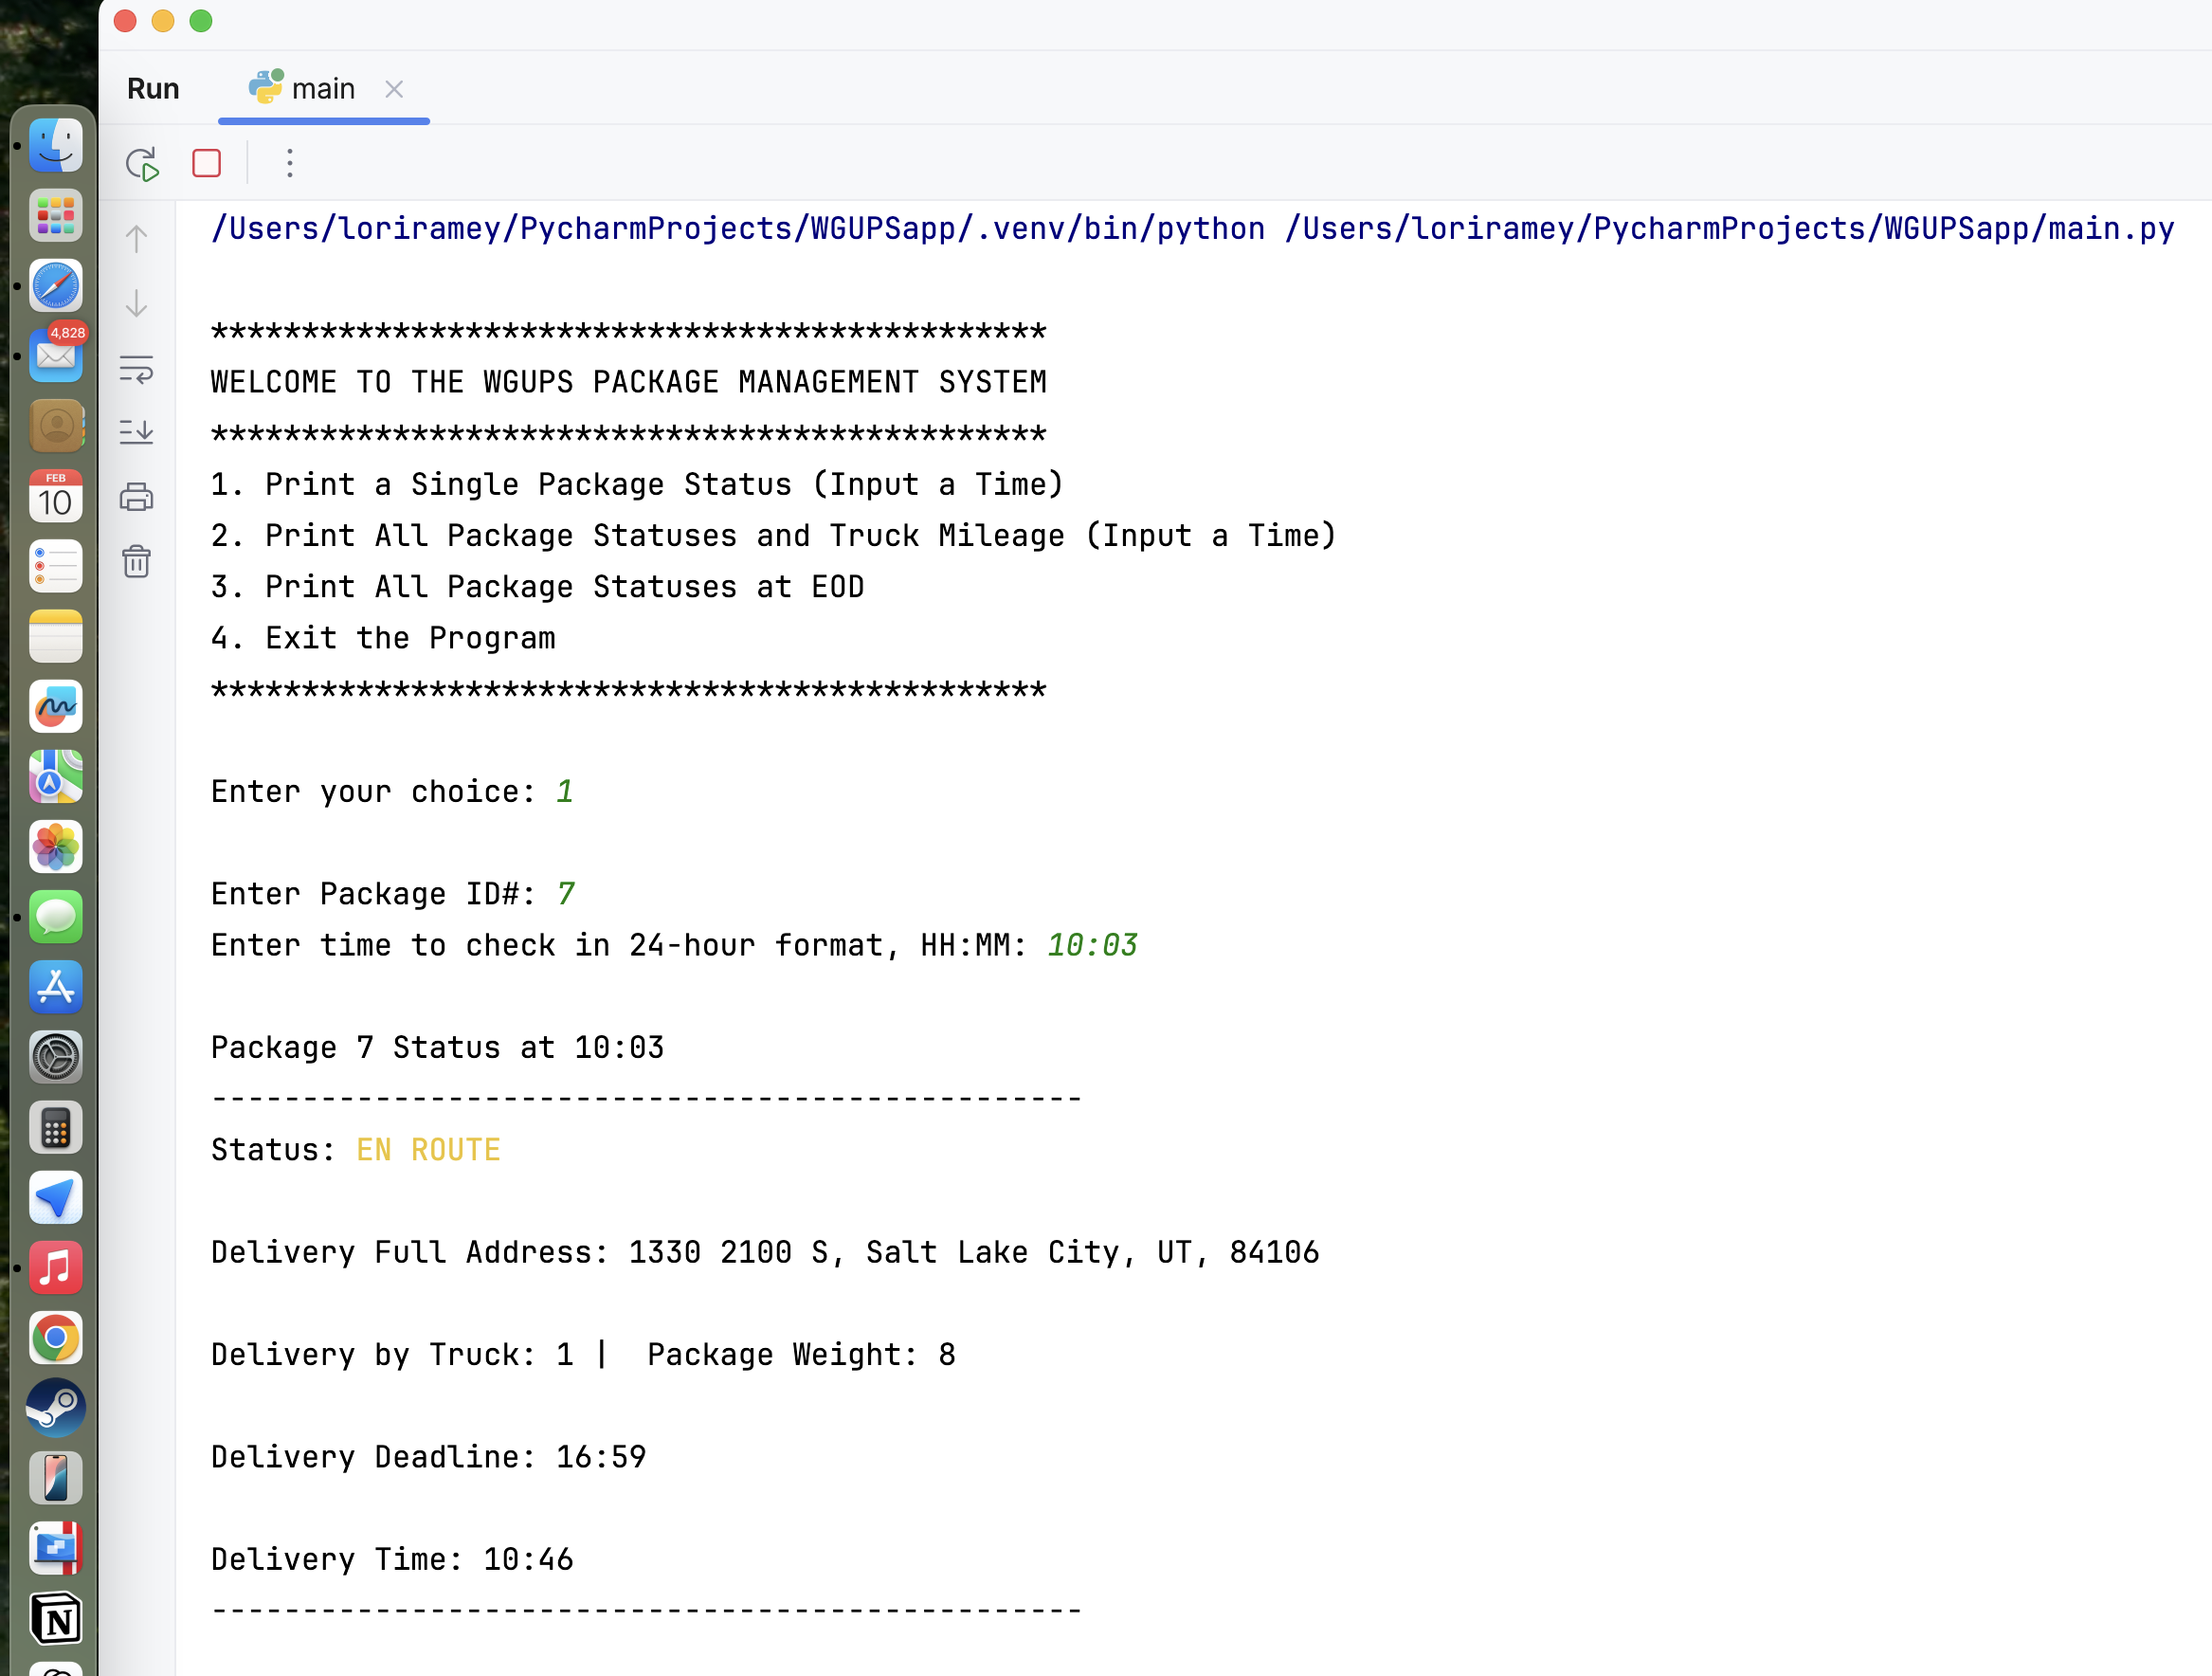 Run
main
/Users/loriramey/PycharmProjects/WGUPSapp/.venv/bin/python /Users/loriramey/PycharmProjects/WGUPSapp/main.py
4,828
FEB
10
**********************************************
WELCOME TO THE WGUPS PACKAGE MANAGEMENT SYSTEM
**********************************************
1. Print a Single Package Status (Input a Time)
2. Print All Package Statuses and Truck Mileage (Input a Time)
3. Print All Package Statuses at EOD
4. Exit the Program
**********************************************
Enter your choice: 1
Enter Package ID#: 7
Enter time to check in 24-hour format, HH:MM: 10:03
Package 7 Status at 10:03
------------------------------------------------
Status: EN ROUTE
Delivery Full Address: 1330 2100 S, Salt Lake City, UT, 84106
Delivery by Truck: 1 |  Package Weight: 8
Delivery Deadline: 16:59
Delivery Time: 10:46
------------------------------------------------
N